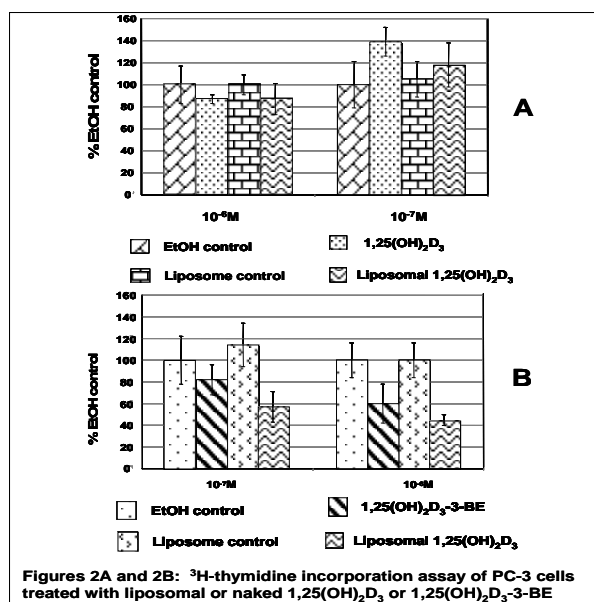 160
140
120
100
80
60
40
20
0
% EtOH control
A
10⁻⁶M 10⁻⁷M
EtOH control 1,25(OH)₂D₃
Liposome control Liposomal 1,25(OH)₂D₃
160
140
120
100
80
60
40
20
0
% EtOH control
B
10⁻⁷M 10⁻⁶M
EtOH control 1,25(OH)₂D₃-3-BE
Liposome control Liposomal 1,25(OH)₂D₃
Figures 2A and 2B: ³H-thymidine incorporation assay of PC-3 cells
treated with liposomal or naked 1,25(OH)₂D₃ or 1,25(OH)₂D₃-3-BE